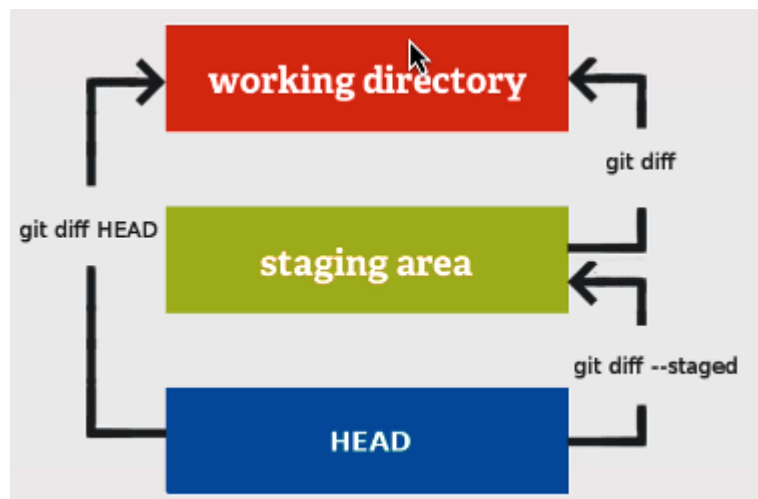 working directory
git diff
git diff HEAD
staging area
git diff --staged
HEAD